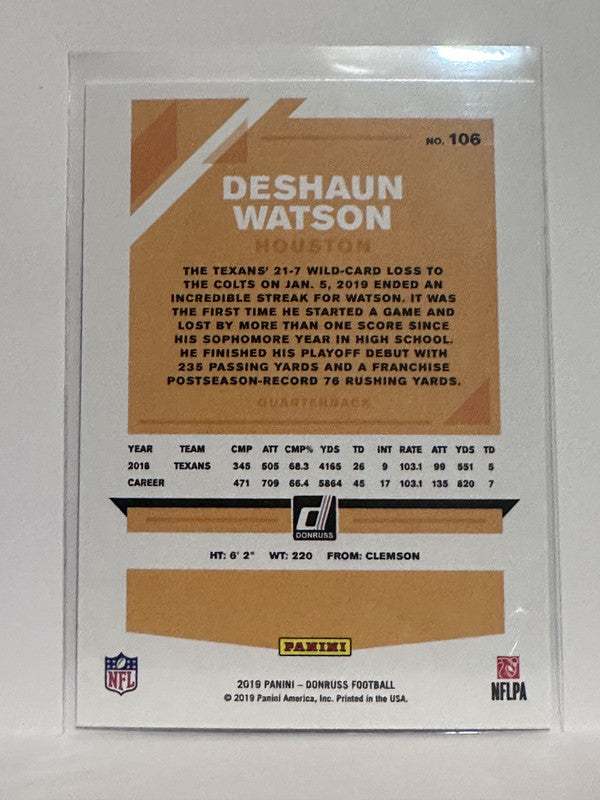 NO. 106
DESHAUN
WATSON
HOUSTON
THE TEXANS' 21-7 WILD-CARD LOSS TO
THE COLTS ON JAN. 5, 2019 ENDED AN
INCREDIBLE STREAK FOR WATSON. IT WAS
THE FIRST TIME HE STARTED A GAME AND
LOST BY MORE THAN ONE SCORE SINCE
HIS SOPHOMORE YEAR IN HIGH SCHOOL.
HE FINISHED HIS PLAYOFF DEBUT WITH
235 PASSING YARDS AND A FRANCHISE
POSTSEASON-RECORD 76 RUSHING YARDS.
QUARTERBACK
YEAR TEAM CMP ATT CMP% YDS TD INT RATE ATT YDS TD
2018 TEXANS 345 505 68.3 4165 26 9 103.1 99 551 5
CAREER 471 709 66.4 5864 45 17 103.1 135 820 7
d
DONRUSS
HT: 6' 2" WT: 220 FROM: CLEMSON
PANINI
NFL
2019 PANINI – DONRUSS FOOTBALL
© 2019 Panini America, Inc. Printed in the USA.
NFLPA